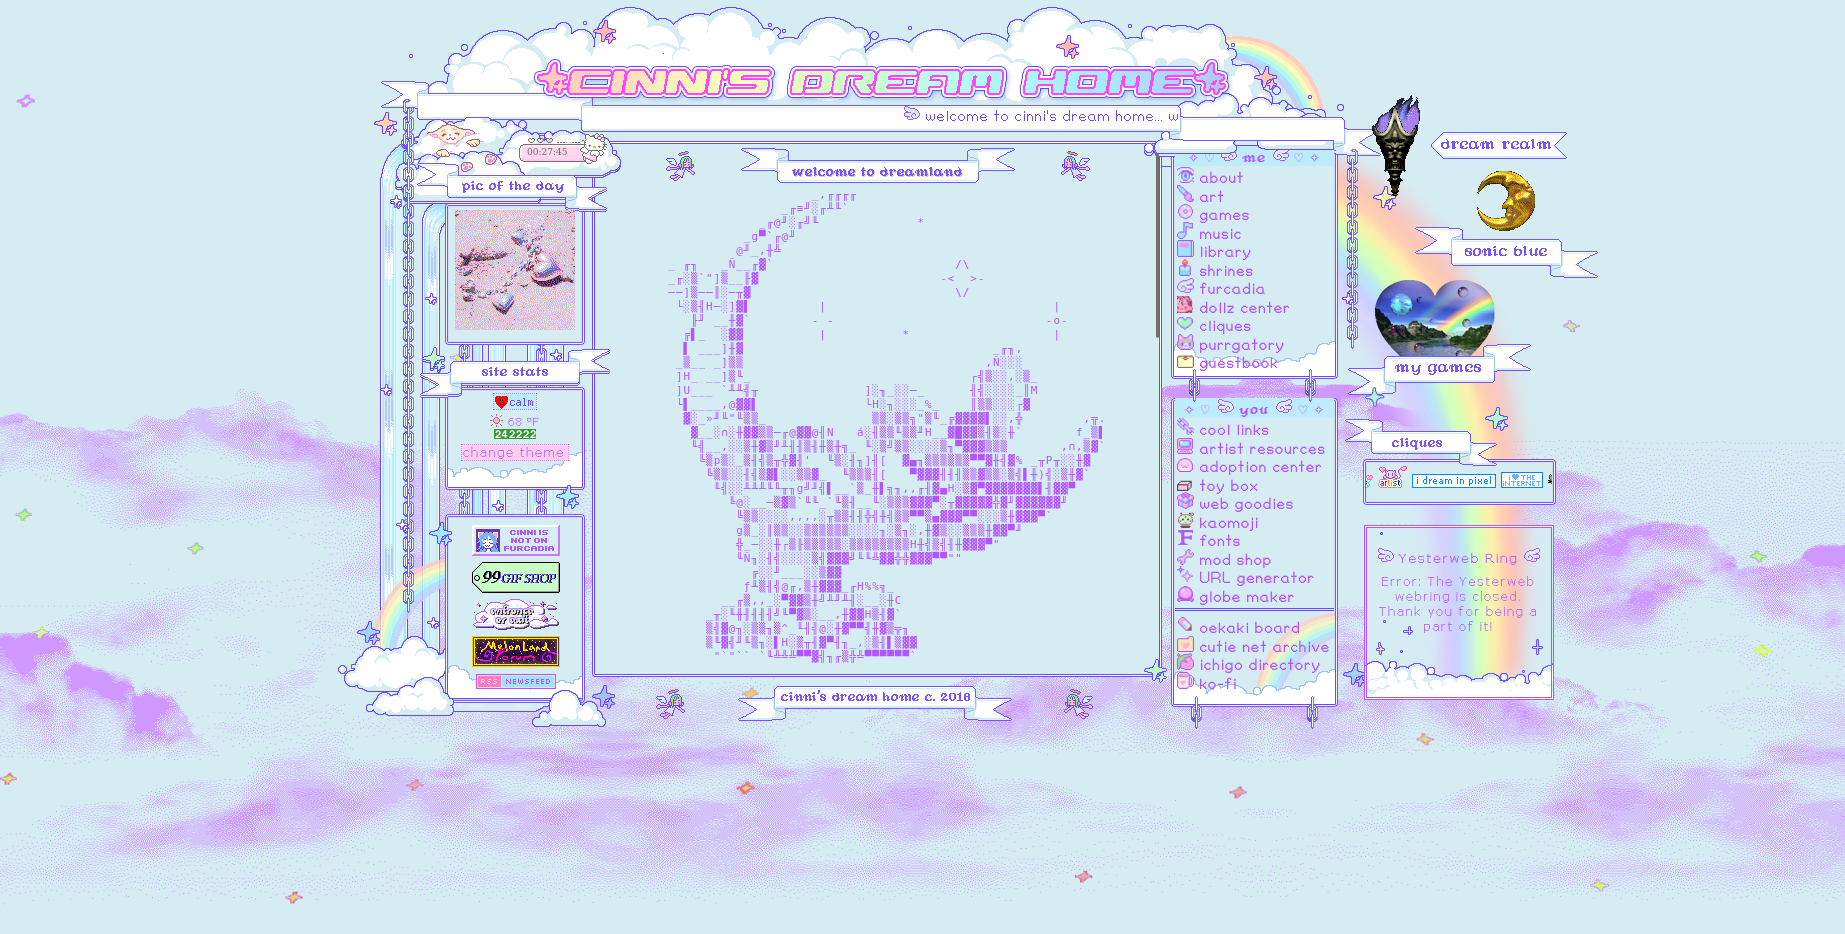 CINNI'S DREAM HOME
welcome to cinni's dream home... w
00:27:45
pic of the day
site stats
calm
68 °F
242222
change theme
CINNI IS
NOT ON
FURCADIA
99 GIF SHOP
MelonLand
Forum
RSS NEWSFEED
welcome to dreamland
cinni's dream home c. 2018
me
about
art
games
music
library
shrines
furcadia
dollz center
cliques
purrgatory
guestbook
you
cool links
artist resources
adoption center
toy box
web goodies
kaomoji
fonts
mod shop
URL generator
globe maker
oekaki board
cutie net archive
ichigo directory
ko-fi
dream realm
sonic blue
my games
cliques
artist
i dream in pixel
i ♥ THE
INTERNET
Yesterweb Ring
Error: The Yesterweb
webring is closed.
Thank you for being a
part of it!